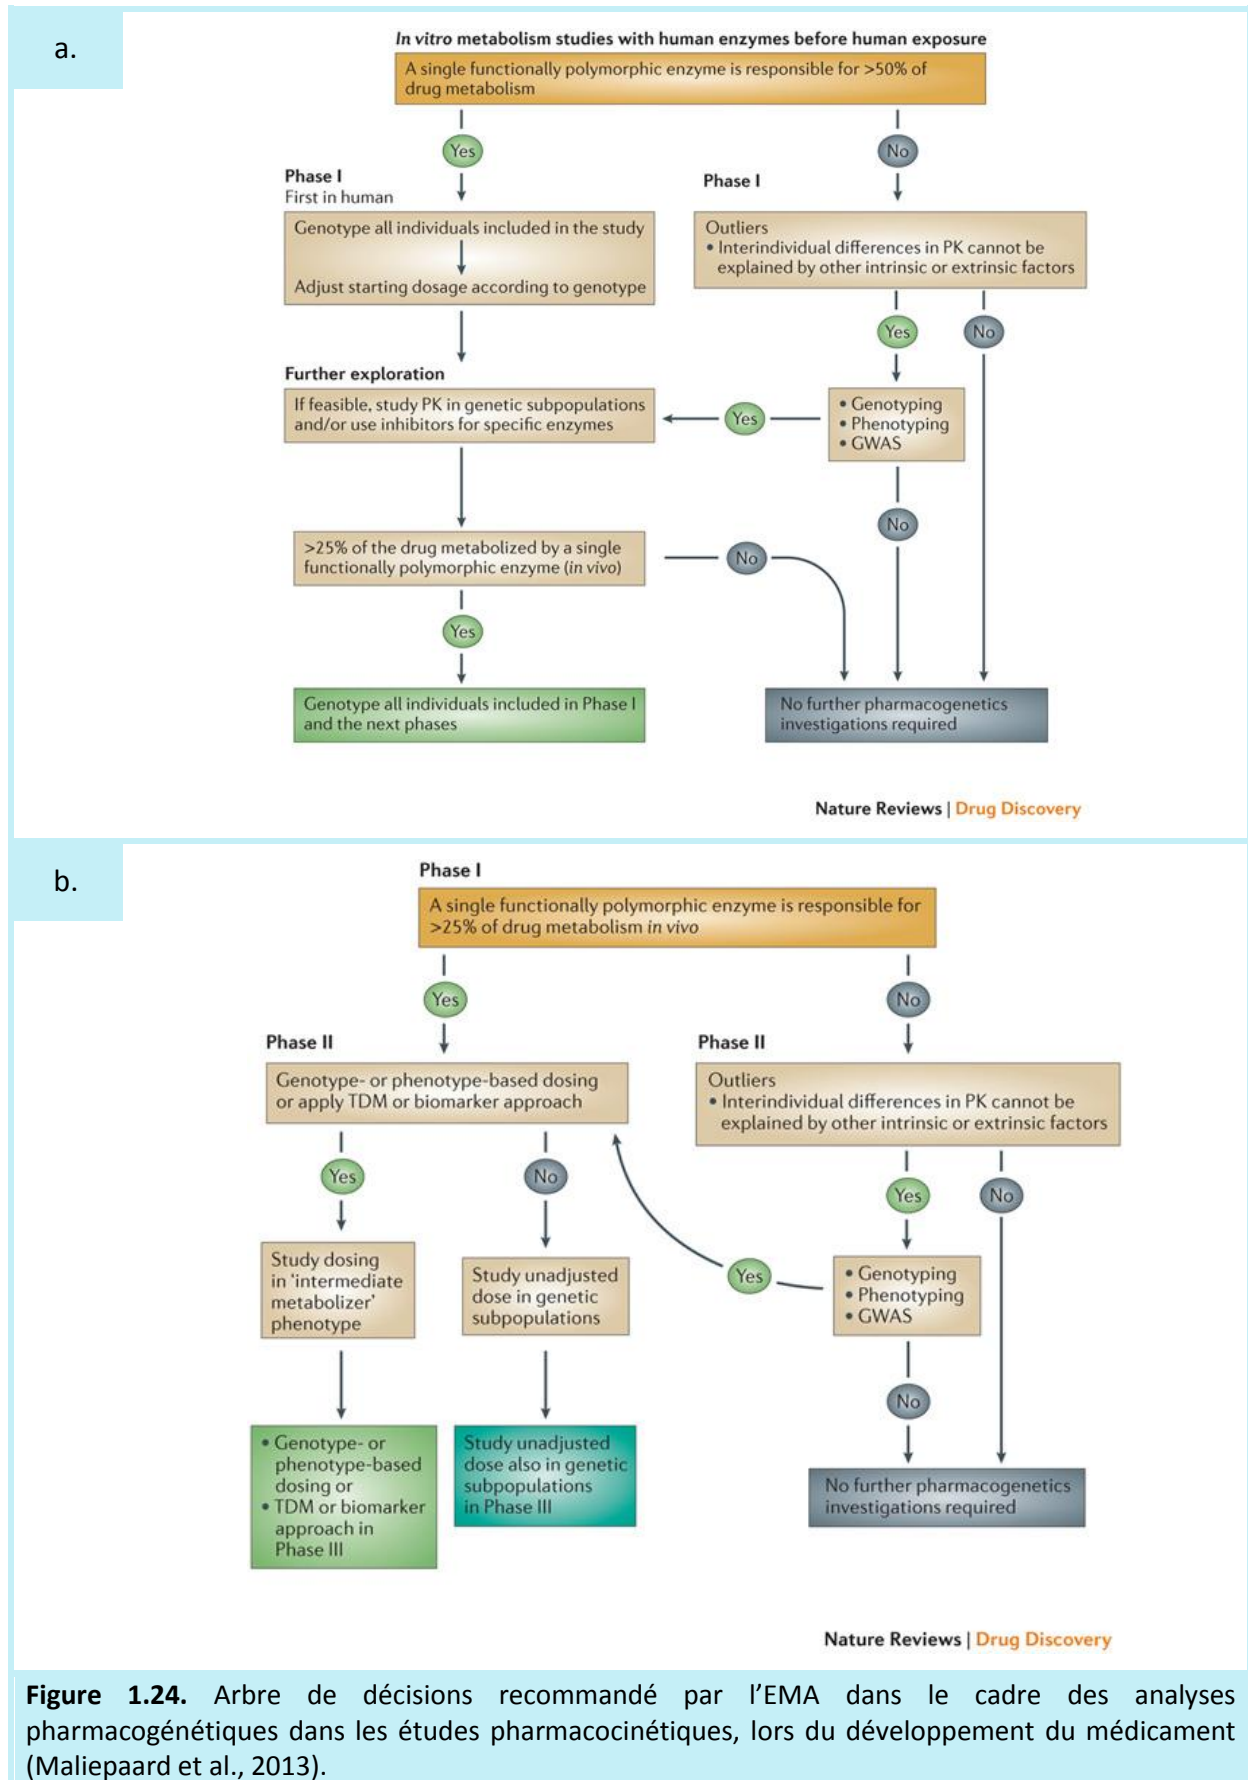 a.
In vitro metabolism studies with human enzymes before human exposure
A single functionally polymorphic enzyme is responsible for >50% of
drug metabolism
Yes
No
Phase I
First in human
Phase I
Genotype all individuals included in the study
Adjust starting dosage according to genotype
Outliers
• Interindividual differences in PK cannot be
explained by other intrinsic or extrinsic factors
Yes
No
Further exploration
If feasible, study PK in genetic subpopulations
and/or use inhibitors for specific enzymes
Yes
• Genotyping
• Phenotyping
• GWAS
No
>25% of the drug metabolized by a single
functionally polymorphic enzyme (in vivo)
No
Yes
Genotype all individuals included in Phase I
and the next phases
No further pharmacogenetics
investigations required
Nature Reviews | Drug Discovery
b.
Phase I
A single functionally polymorphic enzyme is responsible for
>25% of drug metabolism in vivo
Yes
No
Phase II
Phase II
Genotype- or phenotype-based dosing
or apply TDM or biomarker approach
Outliers
• Interindividual differences in PK cannot be
explained by other intrinsic or extrinsic factors
Yes
No
Yes
No
Study dosing
in 'intermediate
metabolizer'
phenotype
Study unadjusted
dose in genetic
subpopulations
Yes
• Genotyping
• Phenotyping
• GWAS
No
• Genotype- or
phenotype-based
dosing or
• TDM or biomarker
approach in
Phase III
Study unadjusted
dose also in genetic
subpopulations
in Phase III
No further pharmacogenetics
investigations required
Nature Reviews | Drug Discovery
Figure 1.24. Arbre de décisions recommandé par l'EMA dans le cadre des analyses
pharmacogénétiques dans les études pharmacocinétiques, lors du développement du médicament
(Maliepaard et al., 2013).